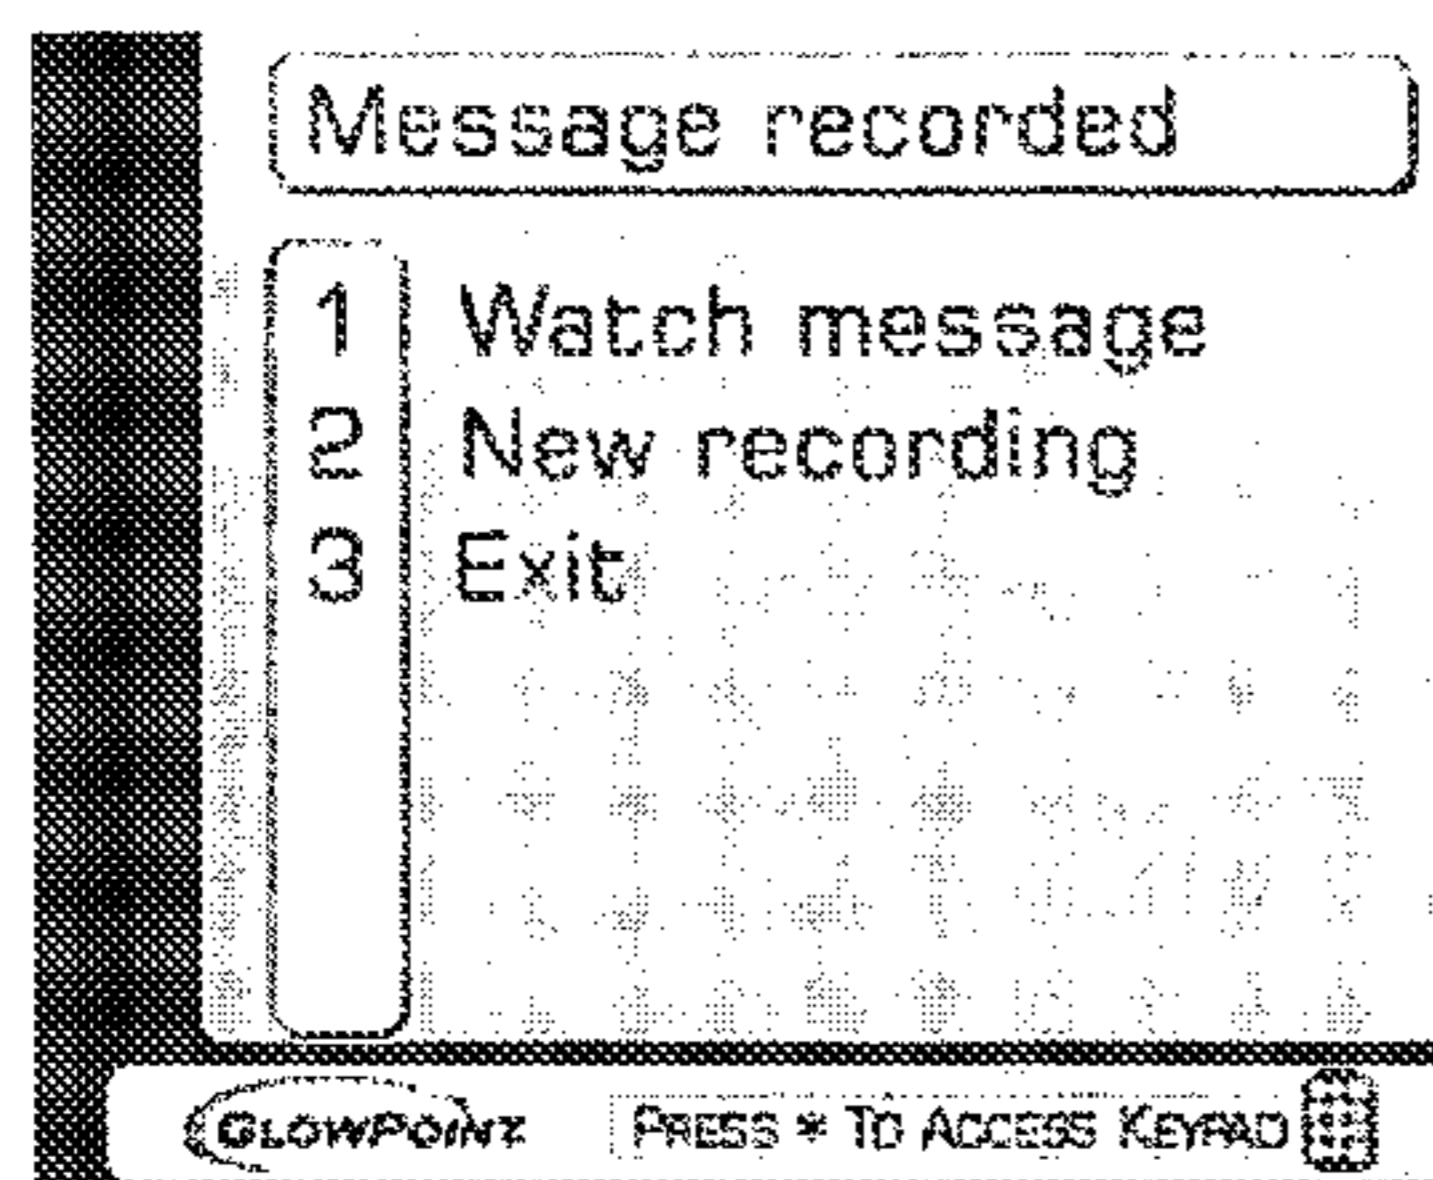 Message recorded
1 Watch message
2 New recording
3 Exit
GLOWPOINT PRESS * TO ACCESS KEYPAD